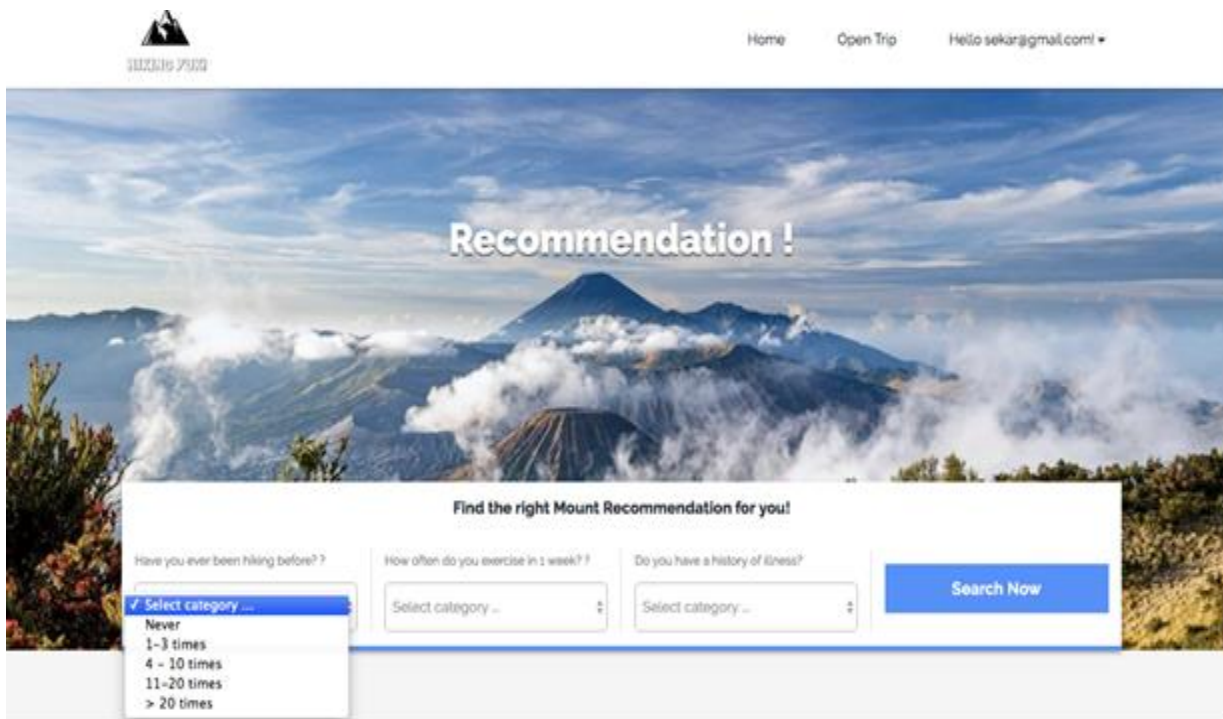 Home Open Trip Hello sekar@gmail.com!
Recommendation !
Find the right Mount Recommendation for you!
Have you ever been hiking before? ? How often do you exercise in 1 week? ? Do you have a history of illness?
Select category ... Select category ... Select category ... Search Now
Never
1-3 times
4 - 10 times
11-20 times
> 20 times